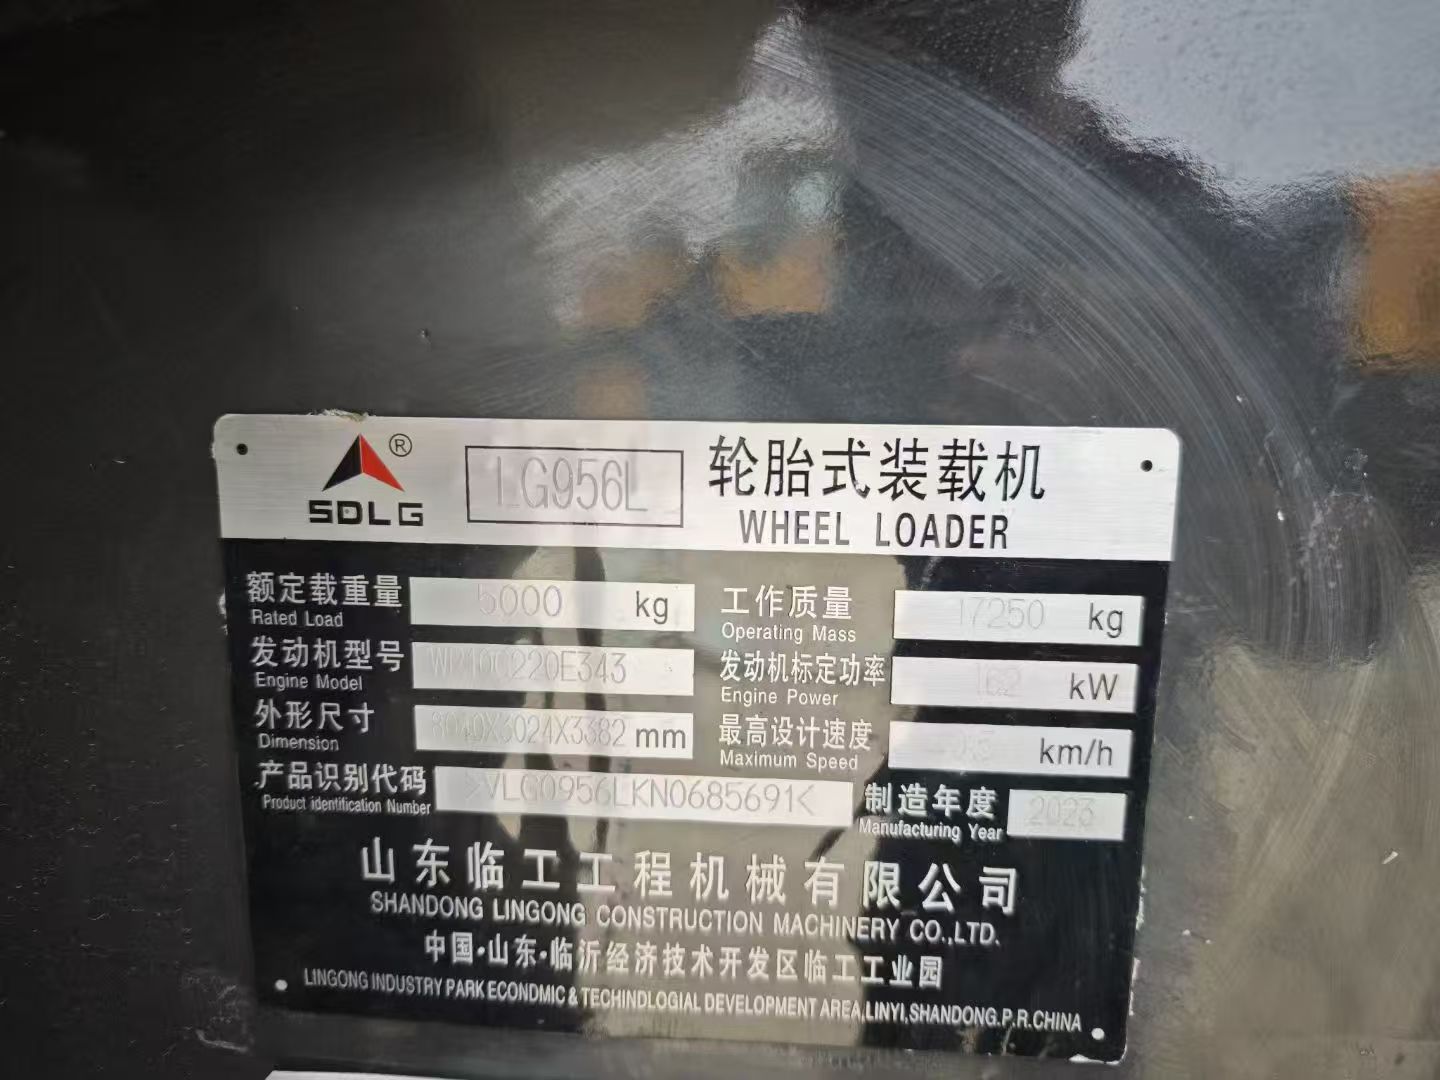 ®
SDLG
LG956L
轮胎式装载机
WHEEL LOADER
额定载重量 5000 kg
Rated Load
工作质量 17250 kg
Operating Mass
发动机型号 WP10G220E343
Engine Model
发动机标定功率 162 kW
Engine Power
外形尺寸 8040X3024X3382 mm
Dimension
最高设计速度 km/h
Maximum Speed
产品识别代码 >VLG0956LKN0685691<
Product identification Number
制造年度 2023
Manufacturing Year
山东临工工程机械有限公司
SHANDONG LINGONG CONSTRUCTION MACHINERY CO.,LTD.
中国·山东·临沂经济技术开发区临工工业园
LINGONG INDUSTRY PARK ECONDMIC & TECHINDLOGIAL DEVELOPMENT AREA,LINYI,SHANDONG.P.R.CHINA